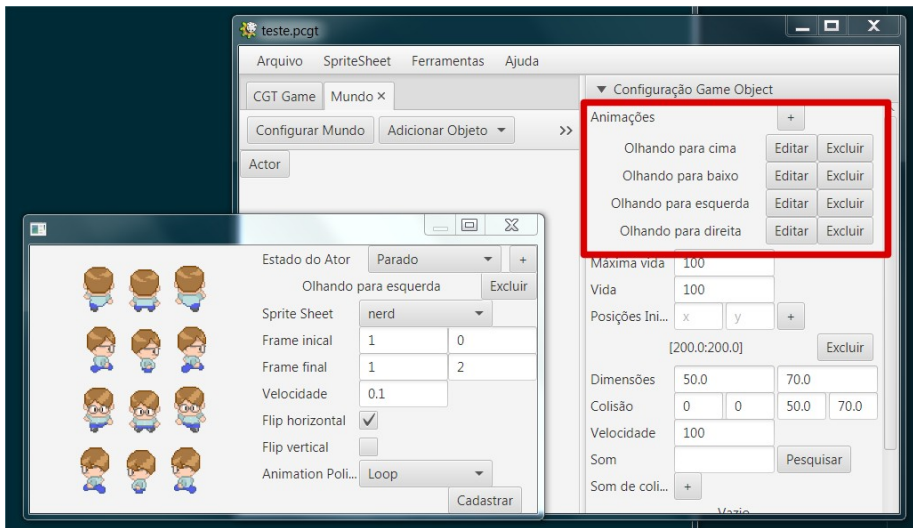 teste.pcgt
Arquivo SpriteSheet Ferramentas Ajuda
CGT Game Mundo ×
Configurar Mundo Adicionar Objeto >>
Actor
Configuração Game Object
Animações +
Olhando para cima Editar Excluir
Olhando para baixo Editar Excluir
Olhando para esquerda Editar Excluir
Olhando para direita Editar Excluir
Máxima vida 100
Vida 100
Posições Ini... x y +
[200.0:200.0] Excluir
Dimensões 50.0 70.0
Colisão 0 0 50.0 70.0
Velocidade 100
Som Pesquisar
Som de coli... +
Vazio
Estado do Ator Parado +
Olhando para esquerda Excluir
Sprite Sheet nerd
Frame inical 1 0
Frame final 1 2
Velocidade 0.1
Flip horizontal
Flip vertical
Animation Poli... Loop
Cadastrar